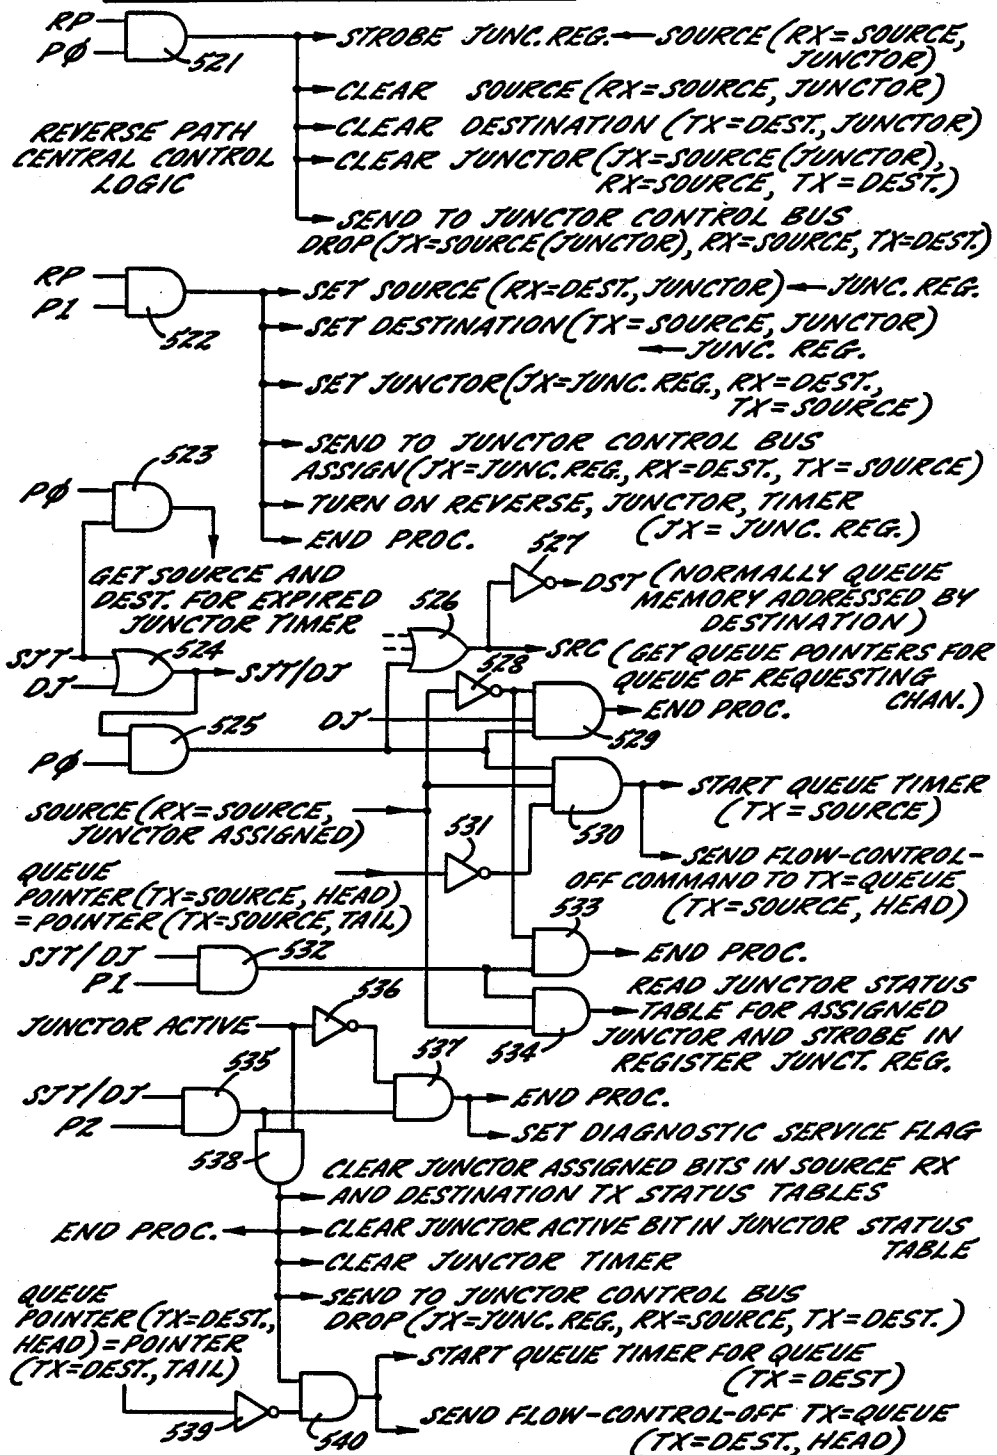 RP
PØ
521
STROBE JUNC. REG. ← SOURCE (RX=SOURCE,
JUNCTOR)
CLEAR SOURCE (RX=SOURCE, JUNCTOR)
CLEAR DESTINATION (TX=DEST., JUNCTOR)
CLEAR JUNCTOR (JX=SOURCE (JUNCTOR),
RX=SOURCE, TX=DEST.)
SEND TO JUNCTOR CONTROL BUS
DROP (JX=SOURCE (JUNCTOR), RX=SOURCE, TX=DEST.)
REVERSE PATH
CENTRAL CONTROL
LOGIC
RP
P1
522
SET SOURCE (RX=DEST., JUNCTOR) ← JUNC. REG.
SET DESTINATION (TX=SOURCE, JUNCTOR)
← JUNC. REG.
SET JUNCTOR (JX=JUNC. REG., RX=DEST.,
TX=SOURCE)
SEND TO JUNCTOR CONTROL BUS
ASSIGN (JX=JUNC. REG., RX=DEST., TX=SOURCE)
TURN ON REVERSE, JUNCTOR, TIMER
(JX=JUNC. REG.)
END PROC.
PØ
523
GET SOURCE AND
DEST. FOR EXPIRED
JUNCTOR TIMER
SJT
DJ
524
SJT/DJ
PØ
525
526
527
DST (NORMALLY QUEUE
MEMORY ADDRESSED BY
DESTINATION)
SRC (GET QUEUE POINTERS FOR
QUEUE OF REQUESTING
CHAN.)
528
DJ
END PROC.
529
SOURCE (RX=SOURCE,
JUNCTOR ASSIGNED)
530
START QUEUE TIMER
(TX=SOURCE)
SEND FLOW-CONTROL-
OFF COMMAND TO TX=QUEUE
(TX=SOURCE, HEAD)
531
QUEUE
POINTER (TX=SOURCE, HEAD)
=POINTER (TX=SOURCE, TAIL)
SJT/DJ
P1
532
533
END PROC.
534
READ JUNCTOR STATUS
TABLE FOR ASSIGNED
JUNCTOR AND STROBE IN
REGISTER JUNCT. REG.
JUNCTOR ACTIVE
536
SJT/DJ
P2
535
537
END PROC.
SET DIAGNOSTIC SERVICE FLAG
538
CLEAR JUNCTOR ASSIGNED BITS IN SOURCE RX
AND DESTINATION TX STATUS TABLES
END PROC.
CLEAR JUNCTOR ACTIVE BIT IN JUNCTOR STATUS
TABLE
CLEAR JUNCTOR TIMER
SEND TO JUNCTOR CONTROL BUS
DROP (JX=JUNC. REG., RX=SOURCE, TX=DEST.)
QUEUE
POINTER (TX=DEST.,
HEAD)=POINTER
(TX=DEST., TAIL)
539
540
START QUEUE TIMER FOR QUEUE
(TX=DEST)
SEND FLOW-CONTROL-OFF TX=QUEUE
(TX=DEST., HEAD)